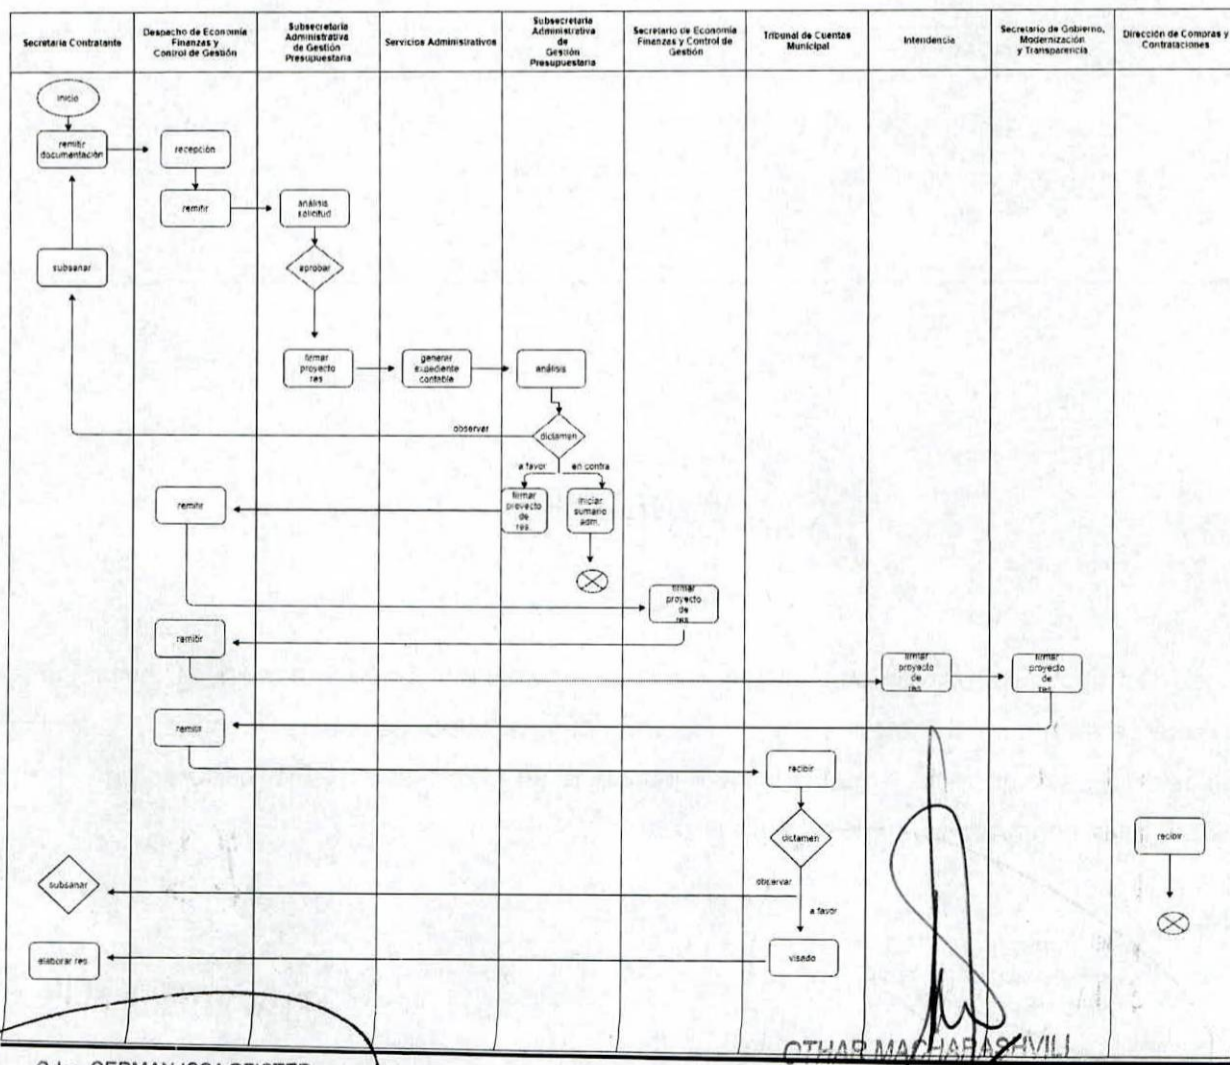 Secretaría Contratante
Despacho de Economía
Finanzas y
Control de Gestión
Subsecretaría
Administrativa
de Gestión
Presupuestaria
Servicios Administrativos
Subsecretaría
Administrativa
de
Gestión
Presupuestaria
Secretario de Economía
Finanzas y Control de
Gestión
Tribunal de Cuentas
Municipal
Intendencia
Secretario de Gobierno,
Modernización
y Transparencia
Dirección de Compras y
Contrataciones
inicio
remitir
documentación
recepción
remitir
análisis
solicitud
subsanar
aprobar
firmar
proyecto
res
generar
expediente
contable
análisis
observar
dictamen
a favor
en contra
remitir
firmar
proyecto
de
res.
iniciar
sumario
adm.
firmar
proyecto
de
res.
remitir
firmar
proyecto
de
res
firmar
proyecto
de
res
remitir
recibir
dictamen
recibir
subsanar
observar
a favor
elaborar res
visado
OTHAR MACHARASHVILI